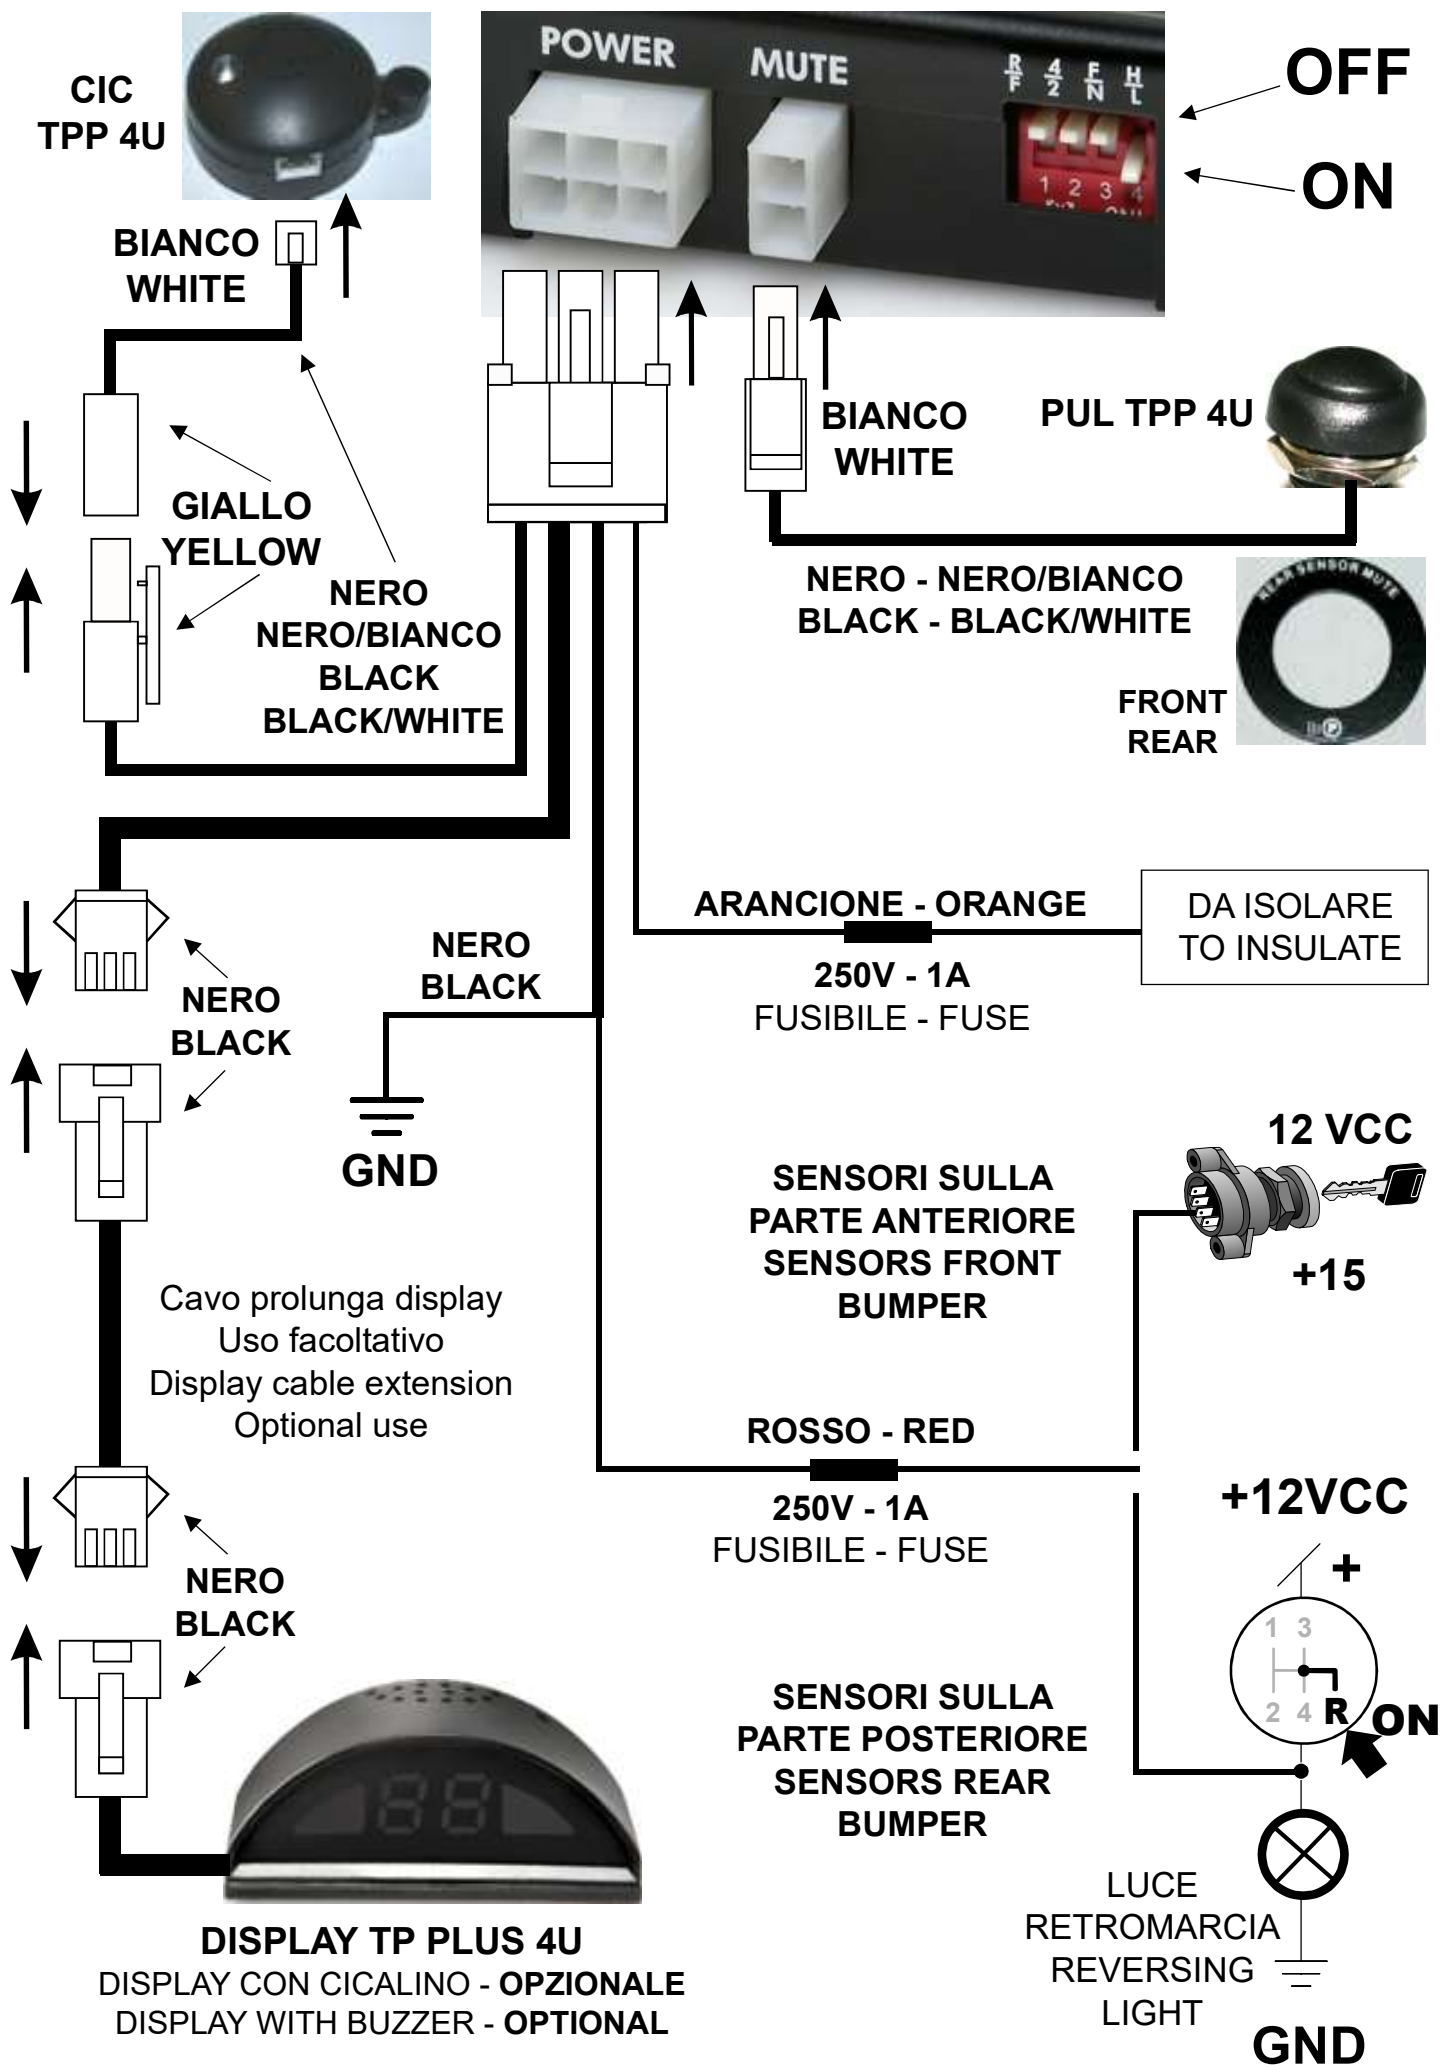 CIC
TPP 4U
POWER
MUTE
R/F 4/2 F/N H/L
1 2 3 4
OFF
ON
BIANCO
WHITE
BIANCO
WHITE
PUL TPP 4U
GIALLO
YELLOW
NERO
NERO/BIANCO
BLACK
BLACK/WHITE
NERO - NERO/BIANCO
BLACK - BLACK/WHITE
REAR SENSOR MUTE
FRONT
REAR
ARANCIONE - ORANGE
250V - 1A
FUSIBILE - FUSE
DA ISOLARE
TO INSULATE
NERO
BLACK
GND
NERO
BLACK
12 VCC
+15
SENSORI SULLA
PARTE ANTERIORE
SENSORS FRONT
BUMPER
Cavo prolunga display
Uso facoltativo
Display cable extension
Optional use
ROSSO - RED
250V - 1A
FUSIBILE - FUSE
+12VCC
+
1 3
2 4 R
ON
NERO
BLACK
SENSORI SULLA
PARTE POSTERIORE
SENSORS REAR
BUMPER
88
LUCE
RETROMARCIA
REVERSING
LIGHT
GND
DISPLAY TP PLUS 4U
DISPLAY CON CICALINO - OPZIONALE
DISPLAY WITH BUZZER - OPTIONAL